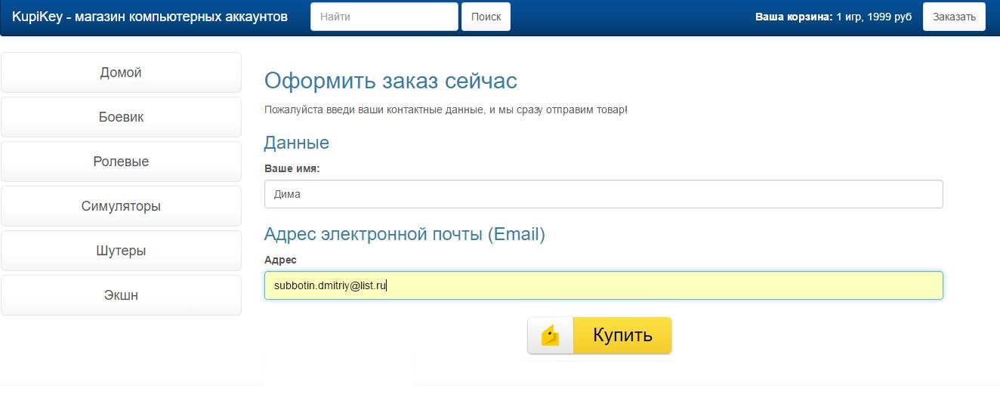 KupiKey - магазин компьютерных аккаунтов
Найти
Поиск
Ваша корзина: 1 игр, 1999 руб
Заказать
Домой
Боевик
Ролевые
Симуляторы
Шутеры
Экшн
Оформить заказ сейчас
Пожалуйста введи ваши контактные данные, и мы сразу отправим товар!
Данные
Ваше имя:
Дима
Адрес электронной почты (Email)
Адрес
subbotin.dmitriy@list.ru
Купить